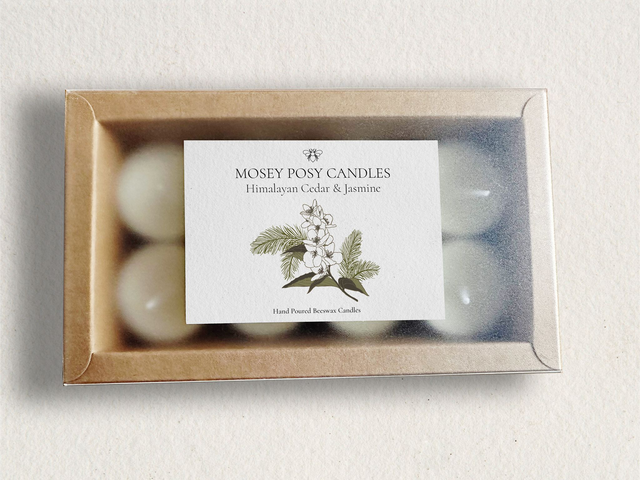 MOSEY POSY CANDLES
Himalayan Cedar & Jasmine
Hand Poured Beeswax Candles